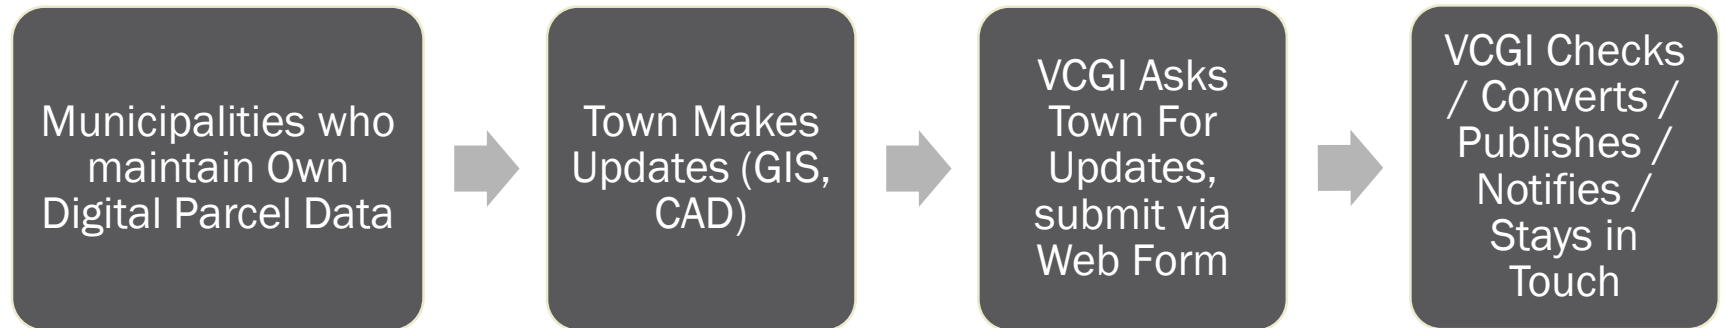 Municipalities who
maintain Own
Digital Parcel Data
Town Makes
Updates (GIS,
CAD)
VCGI Asks
Town For
Updates,
submit via
Web Form
VCGI Checks
/ Converts /
Publishes /
Notifies /
Stays in
Touch